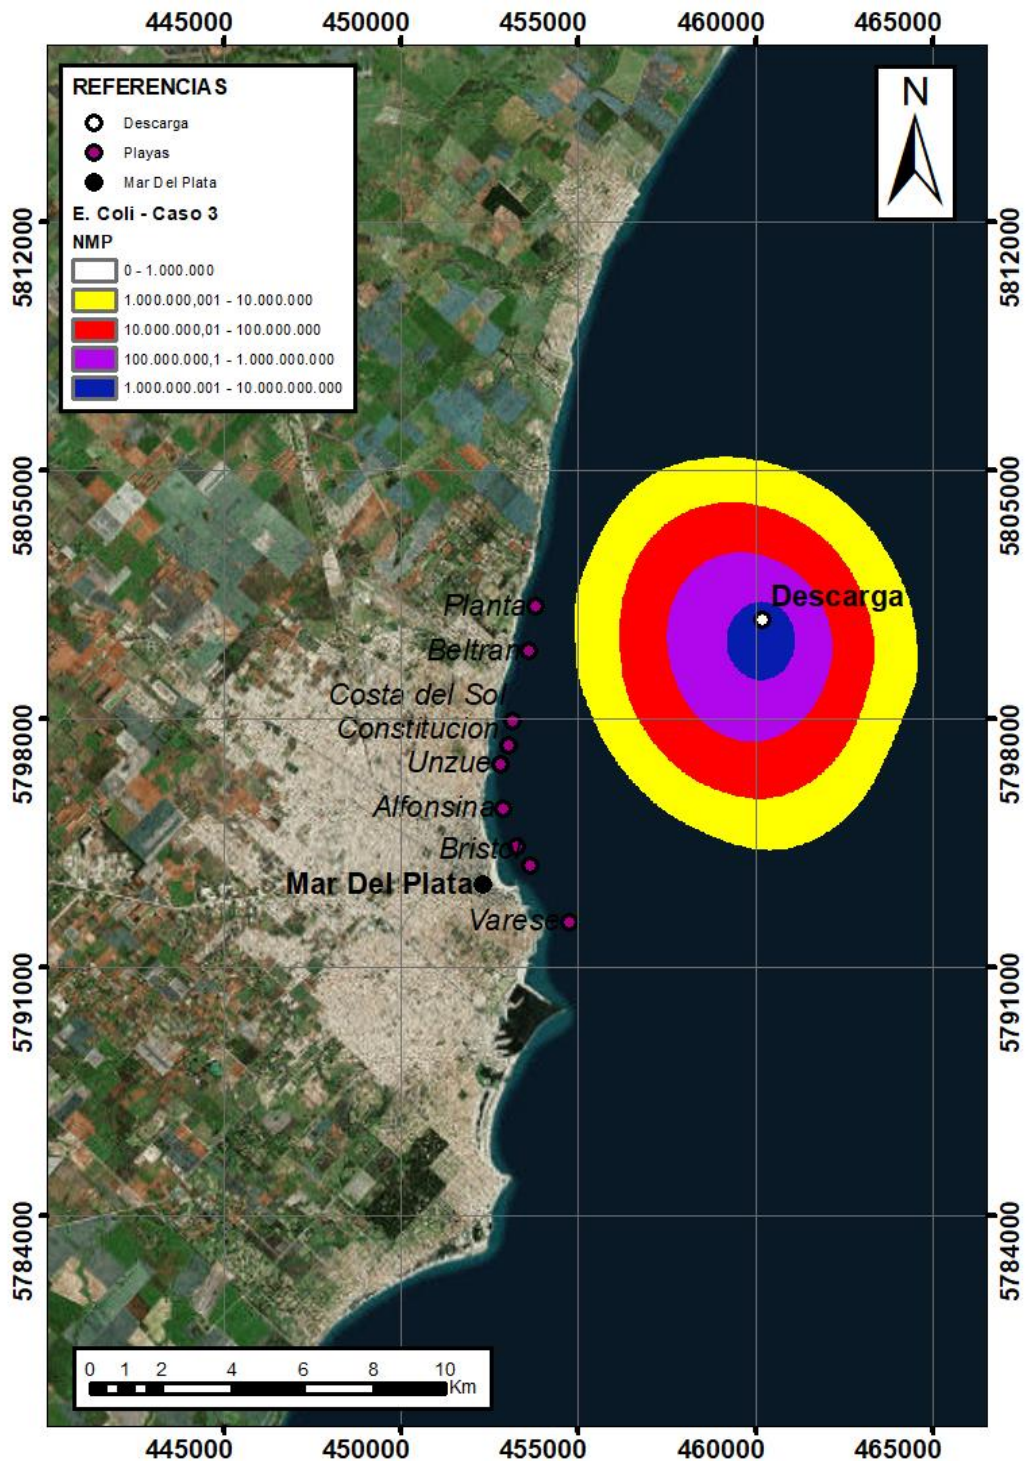 445000 450000 455000 460000 465000
REFERENCIAS
Descarga
Playas
Mar Del Plata
E. Coli - Caso 3
NMP
0 - 1.000.000
1.000.000,001 - 10.000.000
10.000.000,01 - 100.000.000
100.000.000,1 - 1.000.000.000
1.000.000.001 - 10.000.000.000
N
5812000 5812000
5805000 5805000
Descarga
Planta
Beltran
Costa del Sol
5798000 5798000
Constitucion
Unzue
Alfonsina
Bristol
Mar Del Plata
Varese
5791000 5791000
5784000 5784000
0 1 2 4 6 8 10
Km
445000 450000 455000 460000 465000